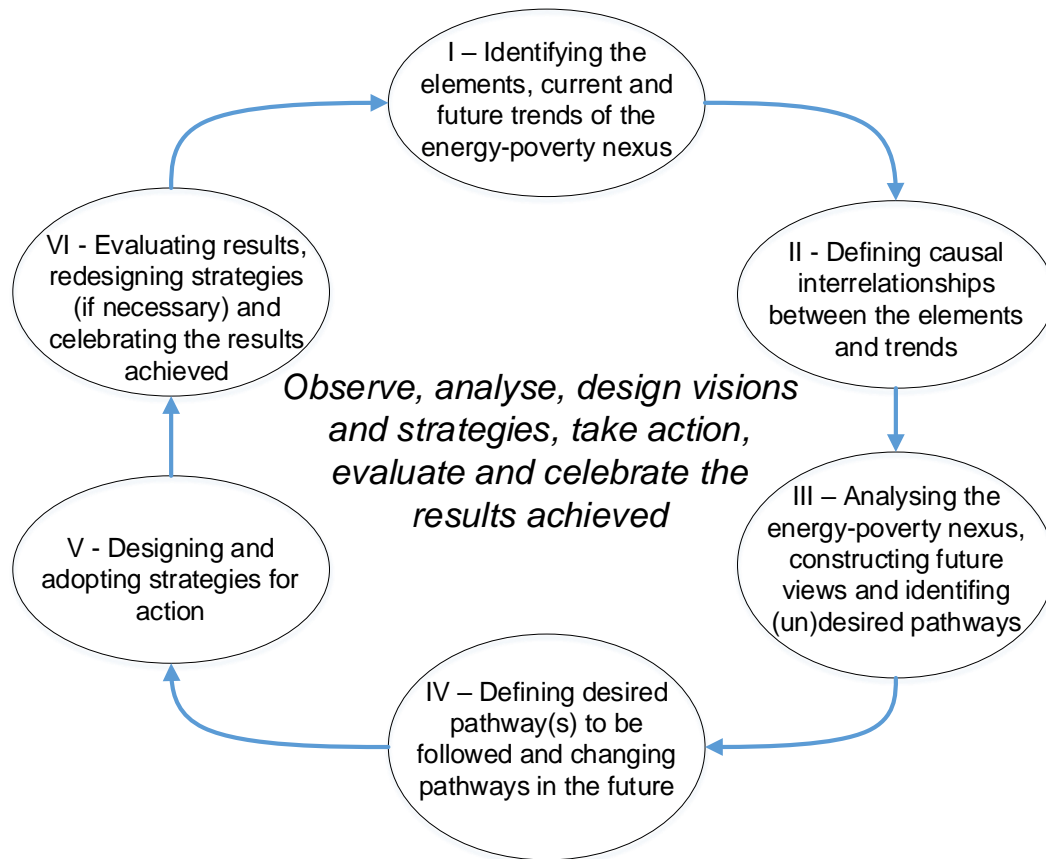 I – Identifying the
elements, current and
future trends of the
energy-poverty nexus
II - Defining causal
interrelationships
between the elements
and trends
III – Analysing the
energy-poverty nexus,
constructing future
views and identifing
(un)desired pathways
IV – Defining desired
pathway(s) to be
followed and changing
pathways in the future
V - Designing and
adopting strategies for
action
VI - Evaluating results,
redesigning strategies
(if necessary) and
celebrating the results
achieved
Observe, analyse, design visions
and strategies, take action,
evaluate and celebrate the
results achieved